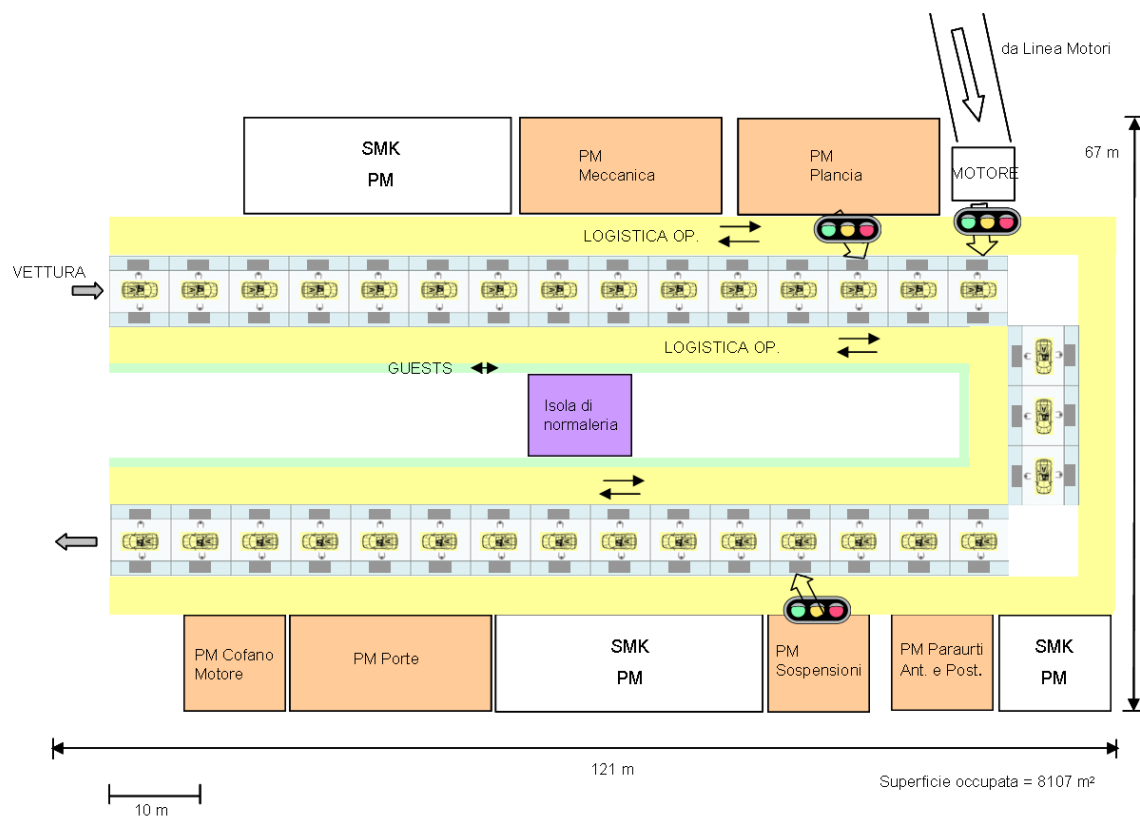 da Linea Motori
SMK
PM
PM
Meccanica
PM
Plancia
MOTORE
67 m
LOGISTICA OP.
VETTURA
LOGISTICA OP.
GUESTS
Isola di
normaleria
PM Cofano
Motore
PM Porte
SMK
PM
PM
Sospensioni
PM Paraurti
Ant. e Post.
SMK
PM
121 m
Superficie occupata = 8107 m²
10 m